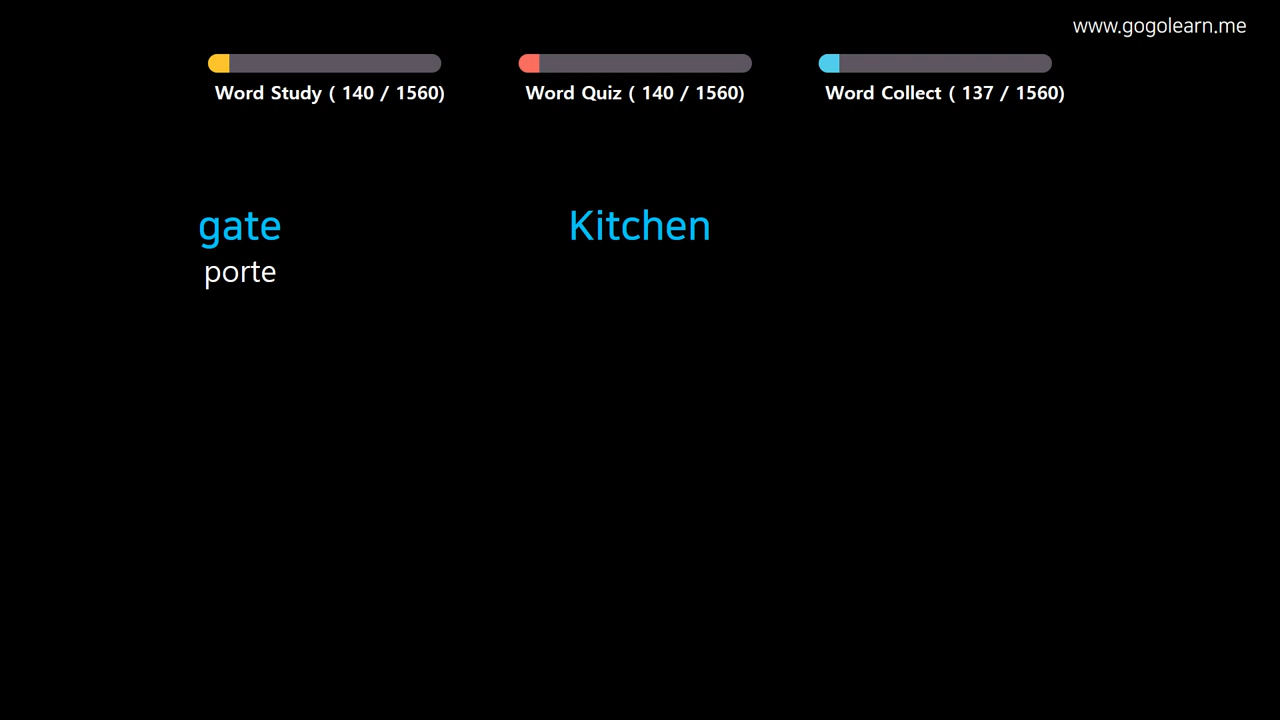 www.gogolearn.me
Word Study ( 140 / 1560)
Word Quiz ( 140 / 1560)
Word Collect ( 137 / 1560)
gate
Kitchen
porte